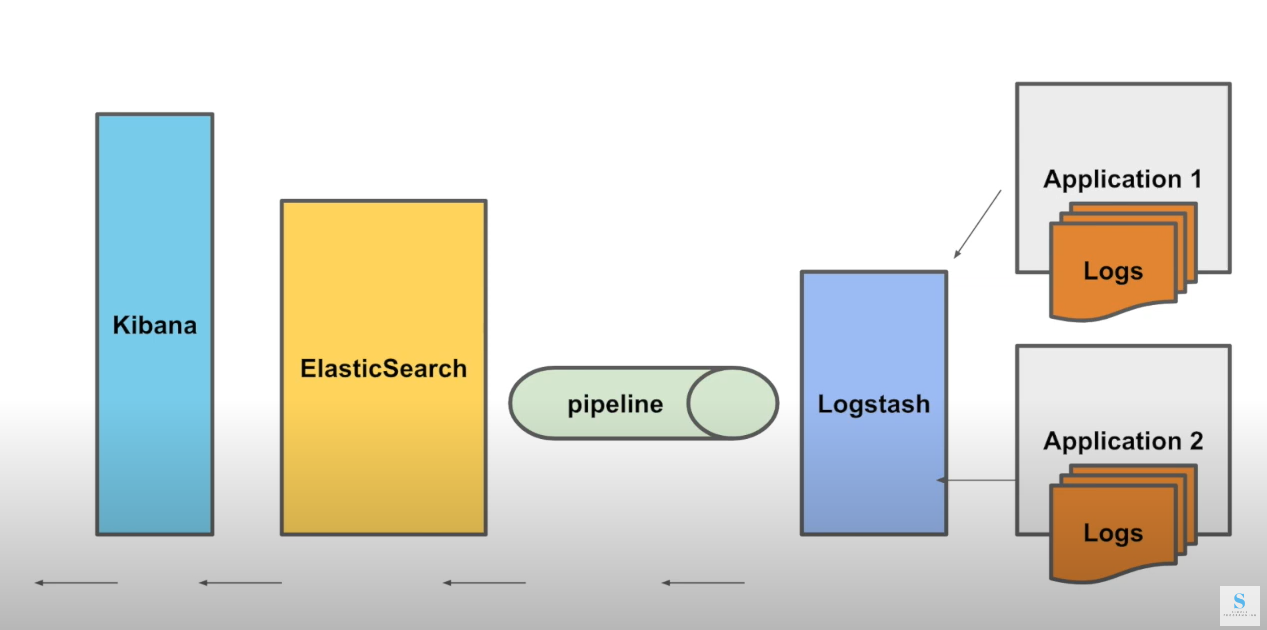 Kibana
ElasticSearch
pipeline
Logstash
Application 1
Logs
Application 2
Logs
S